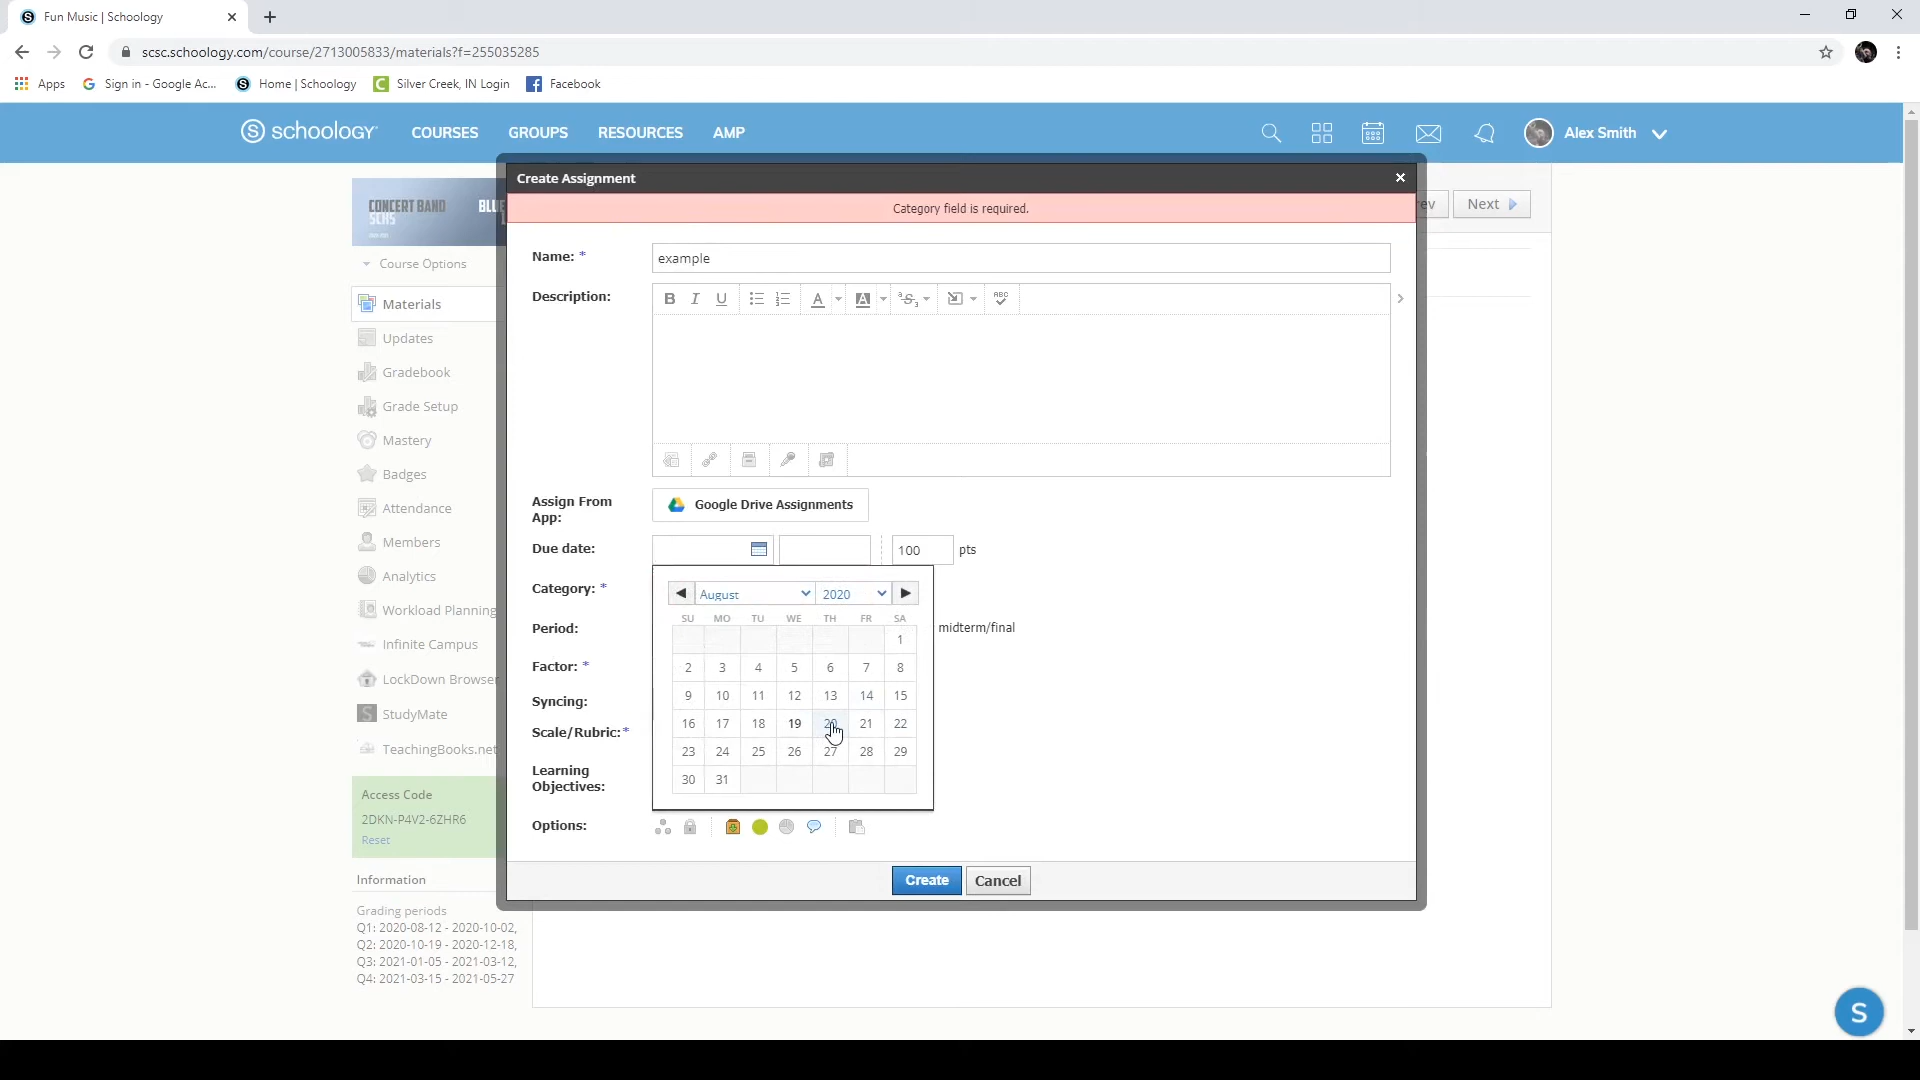 Fun Music | Schoology
scsc.schoology.com/course/2713005833/materials?f=255035285
Apps
Sign in - Google Ac...
Home | Schoology
Silver Creek, IN Login
Facebook
schoology
COURSES
GROUPS
RESOURCES
AMP
Alex Smith
CONCERT BAND
SCHS
BLUE
Course Options
Materials
Updates
Gradebook
Grade Setup
Mastery
Badges
Attendance
Members
Analytics
Workload Planning
Infinite Campus
LockDown Browser
StudyMate
TeachingBooks.net
Access Code
2DKN-P4V2-6ZHR6
Reset
Information
Grading periods
Q1: 2020-08-12 - 2020-10-02,
Q2: 2020-10-19 - 2020-12-18,
Q3: 2021-01-05 - 2021-03-12,
Q4: 2021-03-15 - 2021-05-27
Create Assignment
Category field is required.
ev
Next
Name: *
example
Description:
B I U
A A S
ABC
Assign From
App:
Google Drive Assignments
Due date:
100 pts
Category: *
August 2020
SU MO TU WE TH FR SA
1
2 3 4 5 6 7 8
9 10 11 12 13 14 15
16 17 18 19 20 21 22
23 24 25 26 27 28 29
30 31
Period:
midterm/final
Factor: *
Syncing:
Scale/Rubric:*
Learning
Objectives:
Options:
Create
Cancel
S